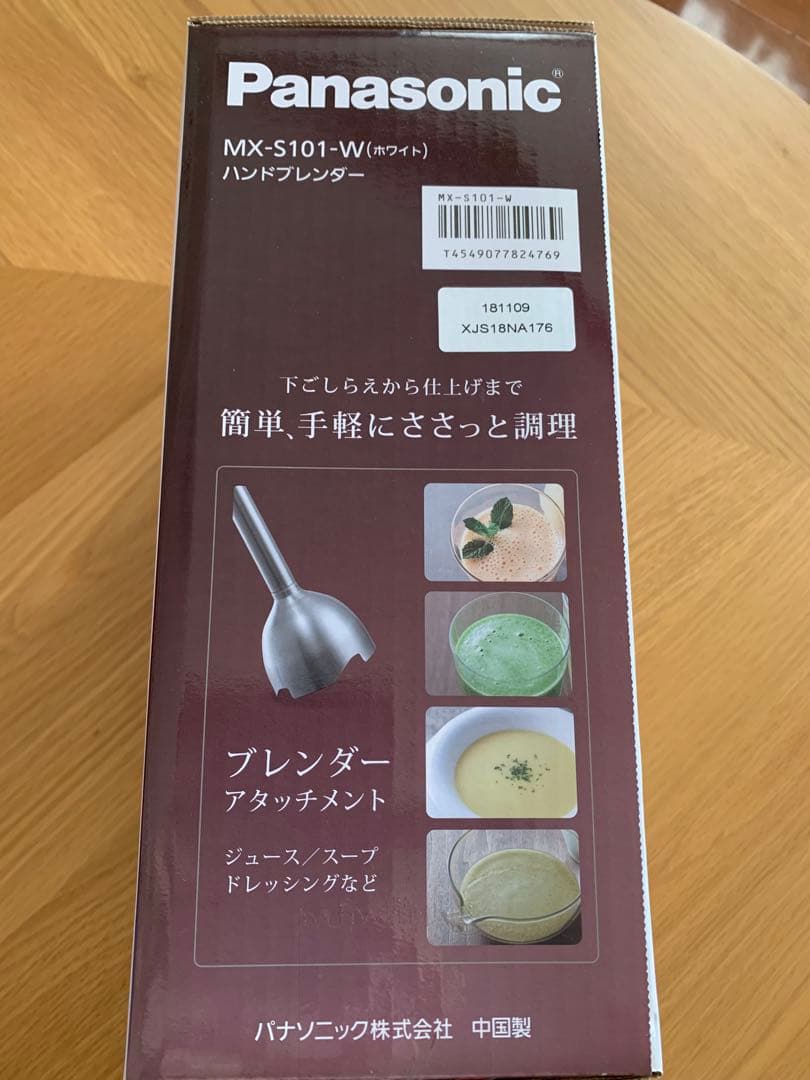 Panasonic®
MX-S101-W(ホワイト)
ハンドブレンダー
MX-S101-W
T4549077824769
181109
XJS18NA176
下ごしらえから仕上げまで
簡単、手軽にささっと調理
ブレンダー
アタッチメント
ジュース／スープ
ドレッシングなど
パナソニック株式会社 中国製